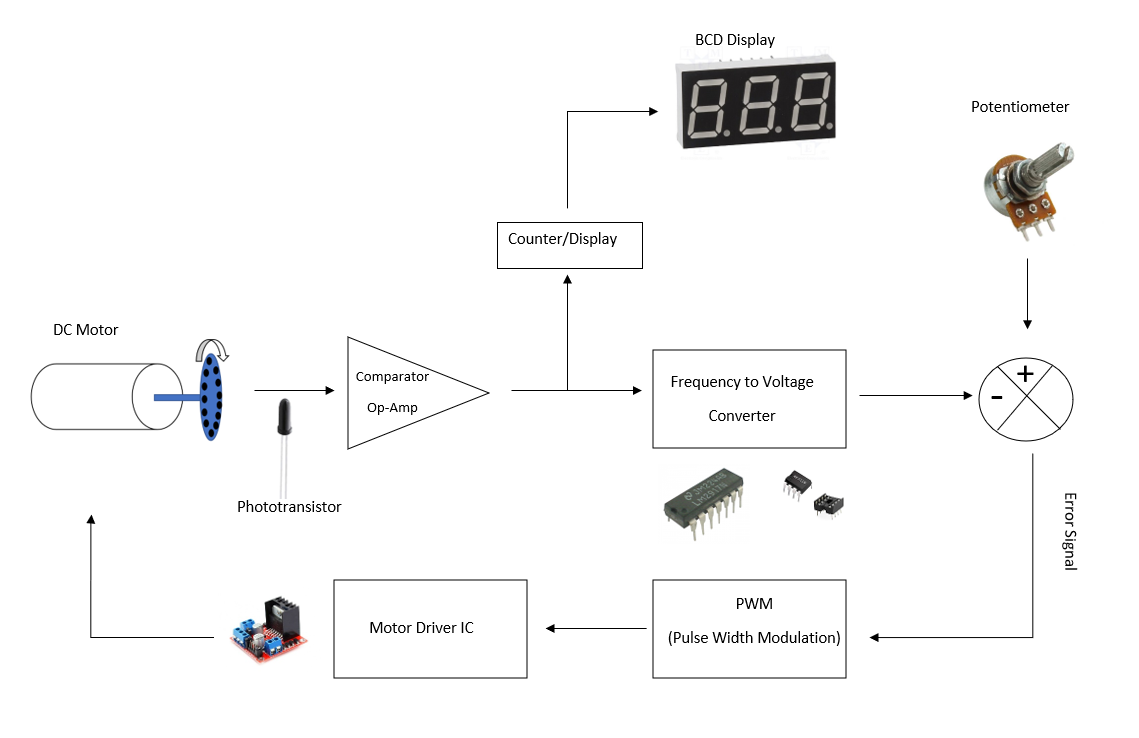 BCD Display
Potentiometer
Counter/Display
DC Motor
Comparator
Op-Amp
Frequency to Voltage
Converter
+
-
Phototransistor
LM2917N
Error Signal
PWM
(Pulse Width Modulation)
Motor Driver IC